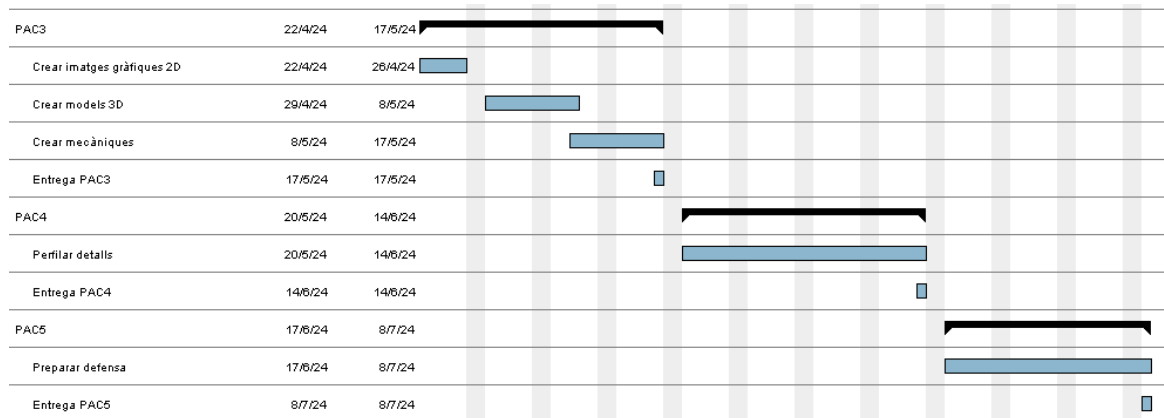 PAC3 22/4/24 17/5/24
Crear imatges gràfiques 2D 22/4/24 26/4/24
Crear models 3D 29/4/24 8/5/24
Crear mecàniques 8/5/24 17/5/24
Entrega PAC3 17/5/24 17/5/24
PAC4 20/5/24 14/6/24
Perfilar detalls 20/5/24 14/6/24
Entrega PAC4 14/6/24 14/6/24
PAC5 17/6/24 8/7/24
Preparar defensa 17/6/24 8/7/24
Entrega PAC5 8/7/24 8/7/24